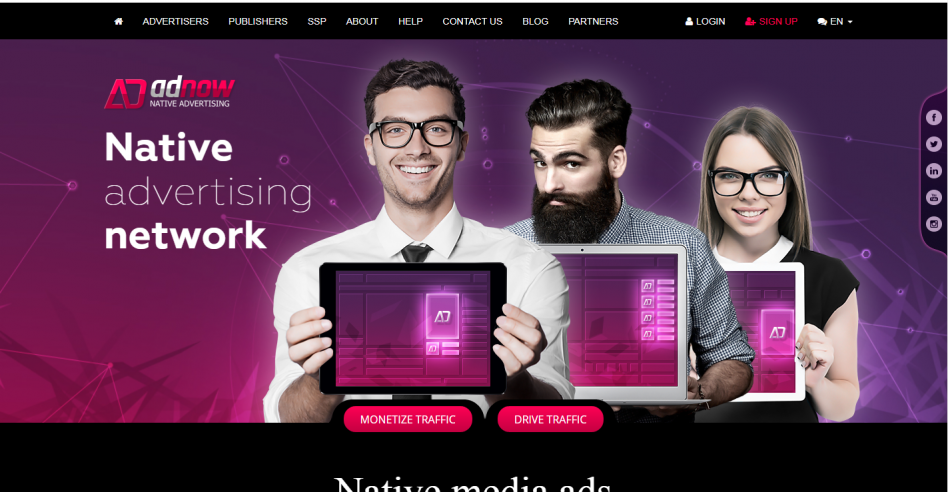 ADVERTISERS PUBLISHERS SSP ABOUT HELP CONTACT US BLOG PARTNERS LOGIN SIGN UP EN
adnow
NATIVE ADVERTISING
Native
advertising
network
MONETIZE TRAFFIC DRIVE TRAFFIC
Native media ads